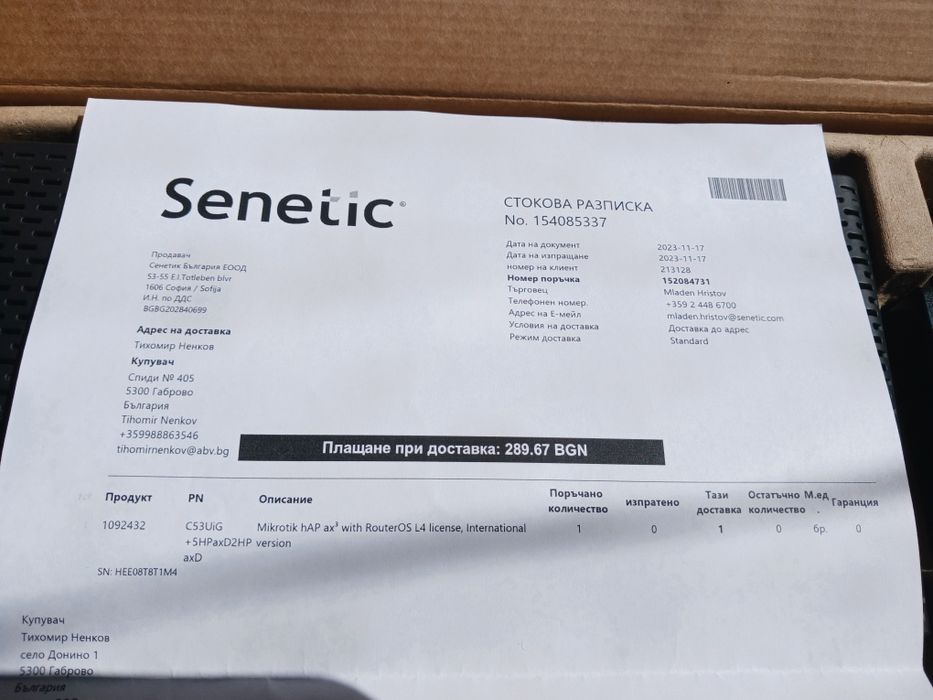 Senetic®
СТОКОВА РАЗПИСКА
No. 154085337
Продавач
Сенетик България ЕООД
53-55 E.I.Totleben blvr
1606 София / Sofija
И.Н. по ДДС
BGBG202840699
Дата на документ 2023-11-17
Дата на изпращане 2023-11-17
номер на клиент 213128
Номер поръчка 152084731
Търговец Mladen Hristov
Телефонен номер. +359 2 448 6700
Адрес на Е-мейл mladen.hristov@senetic.com
Условия на доставка Доставка до адрес
Режим доставка Standard
Адрес на доставка
Тихомир Ненков
Купувач
Спиди № 405
5300 Габрово
България
Tihomir Nenkov
+359988863546
tihomirnenkov@abv.bg
Плащане при доставка: 289.67 BGN
Продукт PN Описание Поръчано количество изпратено Тази доставка Остатъчно количество М.ед. Гаранция
1092432 C53UiG Mikrotik hAP ax³ with RouterOS L4 license, International 1 0 1 0 бр. 0
+5HPaxD2HP version
axD
SN: HEE08T8T1M4
Купувач
Тихомир Ненков
село Донино 1
5300 Габрово
България